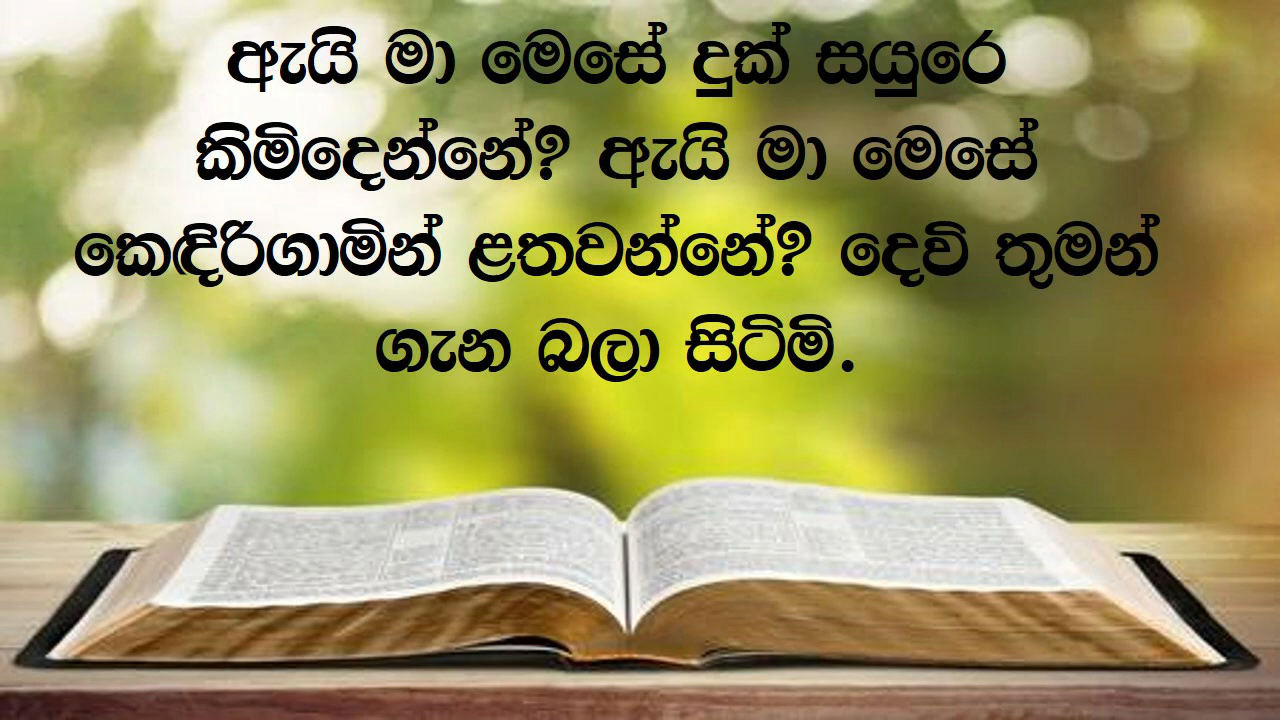 ඇයි මා මෙසේ දුක් සයුරෙ
කිමිදෙන්නේ? ඇයි මා මෙසේ
කෙඳිරිගාමින් ළතවන්නේ? දෙවි තුමන්
ගැන බලා සිටිමි.